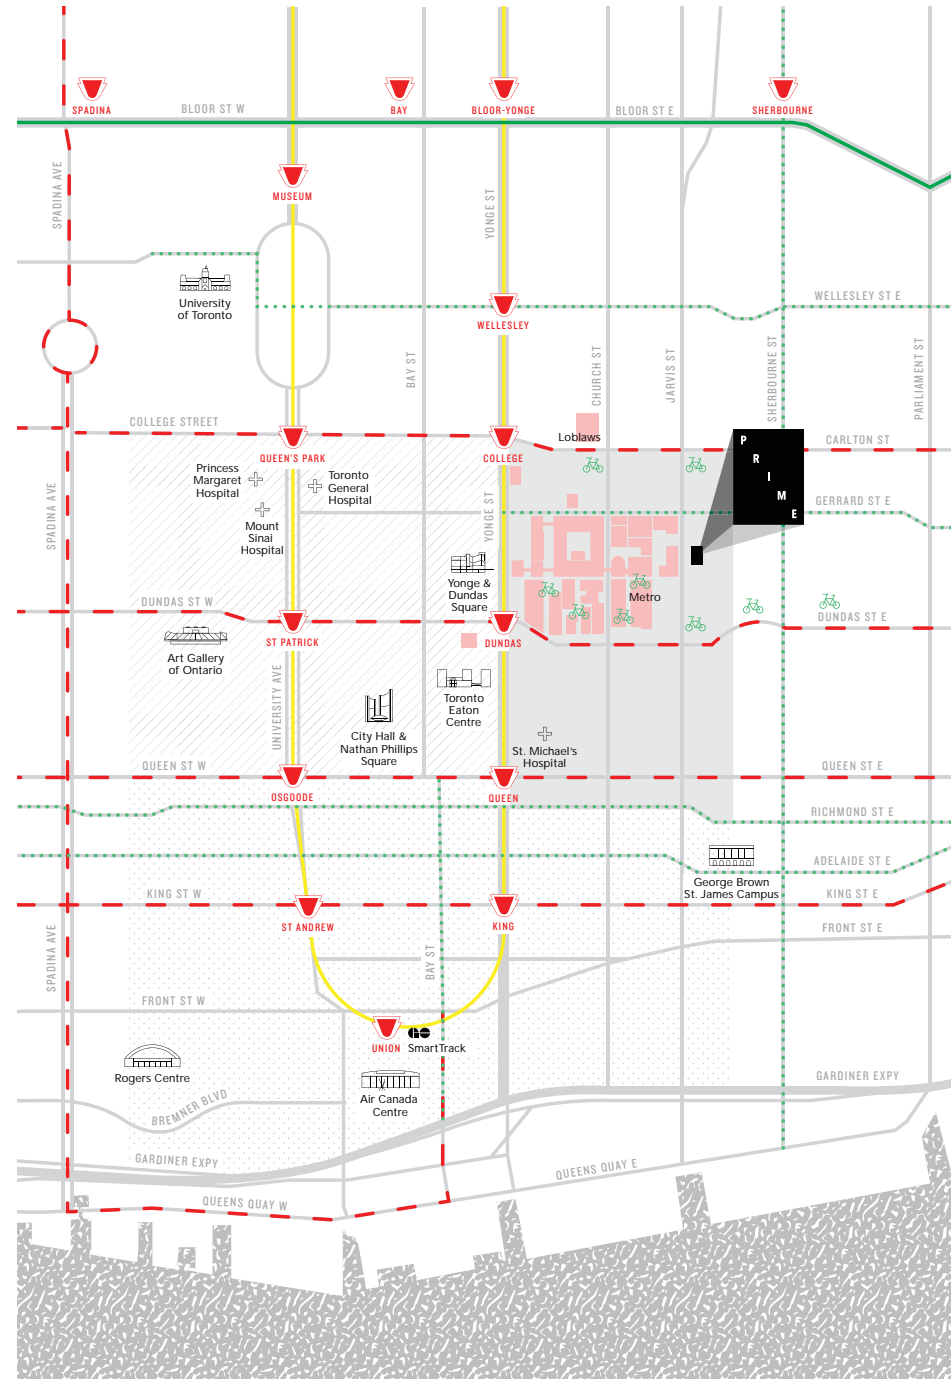 SPADINA
BAY
BLOOR-YONGE
SHERBOURNE
BLOOR ST W
BLOOR ST E
SPADINA AVE
MUSEUM
YONGE ST
University
of Toronto
WELLESLEY ST E
WELLESLEY
BAY ST
CHURCH ST
JARVIS ST
SHERBOURNE ST
PARLIAMENT ST
COLLEGE STREET
Loblaws
CARLTON ST
QUEEN'S PARK
COLLEGE
P
R
I
M
E
Princess
Margaret
Hospital
Toronto
General
Hospital
SPADINA AVE
YONGE ST
GERRARD ST E
Mount
Sinai
Hospital
Yonge &
Dundas
Square
Metro
DUNDAS ST W
DUNDAS ST E
ST PATRICK
DUNDAS
Art Gallery
of Ontario
UNIVERSITY AVE
Toronto
Eaton
Centre
City Hall &
Nathan Phillips
Square
St. Michael's
Hospital
QUEEN ST W
QUEEN ST E
OSGOODE
QUEEN
RICHMOND ST E
ADELAIDE ST E
George Brown
St. James Campus
KING ST W
KING ST E
ST ANDREW
KING
FRONT ST E
SPADINA AVE
BAY ST
FRONT ST W
UNION
SmartTrack
Rogers Centre
GARDINER EXPY
Air Canada
Centre
BREMNER BLVD
GARDINER EXPY
QUEENS QUAY E
QUEENS QUAY W